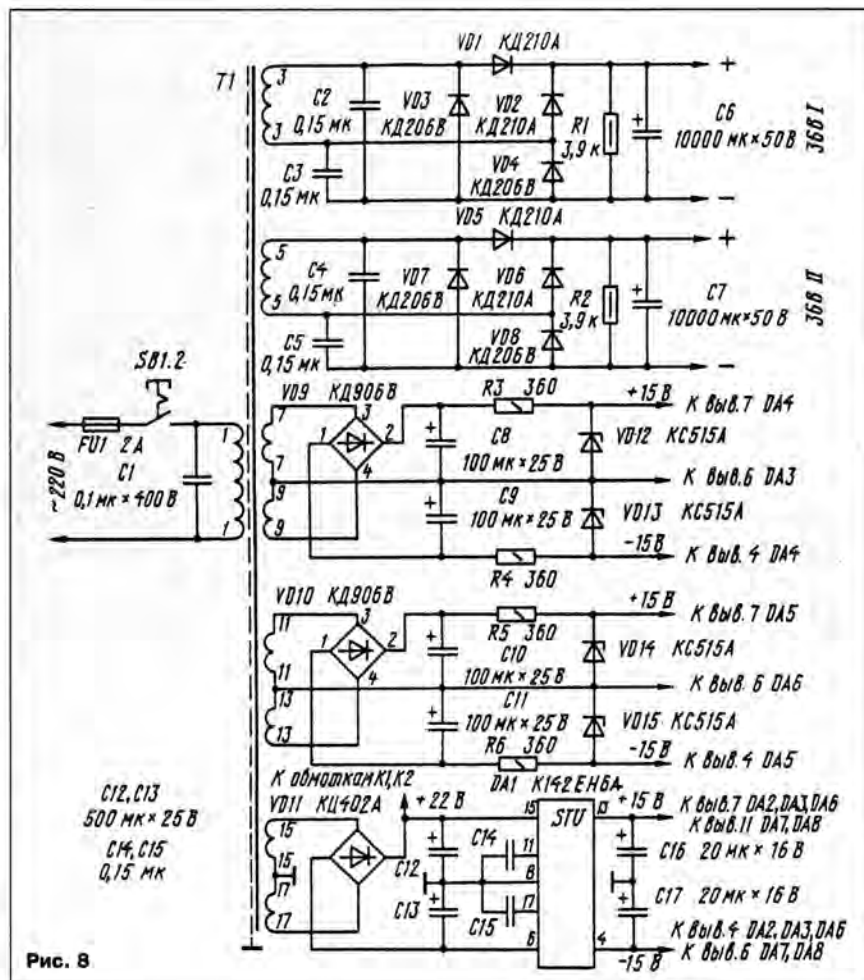 VD1 КД210А
T1
3
3
C2
0,15 мк
VD3
КД206В
VD2
КД210А
R1
3,9 к
+
C6
10000 мк×50 В
36В I
+
C3
0,15 мк
VD4
КД206В
−
VD5 КД210А
+
5
5
C4
0,15 мк
VD7
КД206В
VD6
КД210А
R2
3,9 к
+
C7
10000 мк×50 В
36В II
C5
0,15 мк
VD8
КД206В
−
SB1.2
FU1 2А
~220 В
C1
0,1 мк×400 В
1
1
VD9 КД906В
7
7
9
9
3
1
2
4
R3 360
+15 В
К выв.7 DA4
+
C8
100 мк×25 В
VD12 КС515А
К выв.6 DA3
+
C9
100 мк×25 В
VD13 КС515А
−15 В
К выв.4 DA4
R4 360
VD10 КД906В
11
11
13
13
3
1
2
4
R5 360
+15 В
К выв.7 DA5
+
C10
100 мк×25 В
VD14 КС515А
К выв.6 DA6
+
C11
100 мк×25 В
VD15 КС515А
R6 360
−15 В
К выв.4 DA5
К обмоткам К1,К2
VD11 КЦ402А
+22 В
DA1 К142ЕН6А
C12,C13
500 мк×25 В
C14,C15
0,15 мк
15
15
17
17
+
C12
+
C13
C14
C15
15
11
8
17
6
STU
13
4
+15 В
К выв.7 DA2,DA3,DA6
К выв.11 DA7,DA8
+
C16 20 мк×16 В
+
C17 20 мк×16 В
К выв.4 DA2,DA3,DA6
К выв.6 DA7,DA8
−15 В
Рис. 8